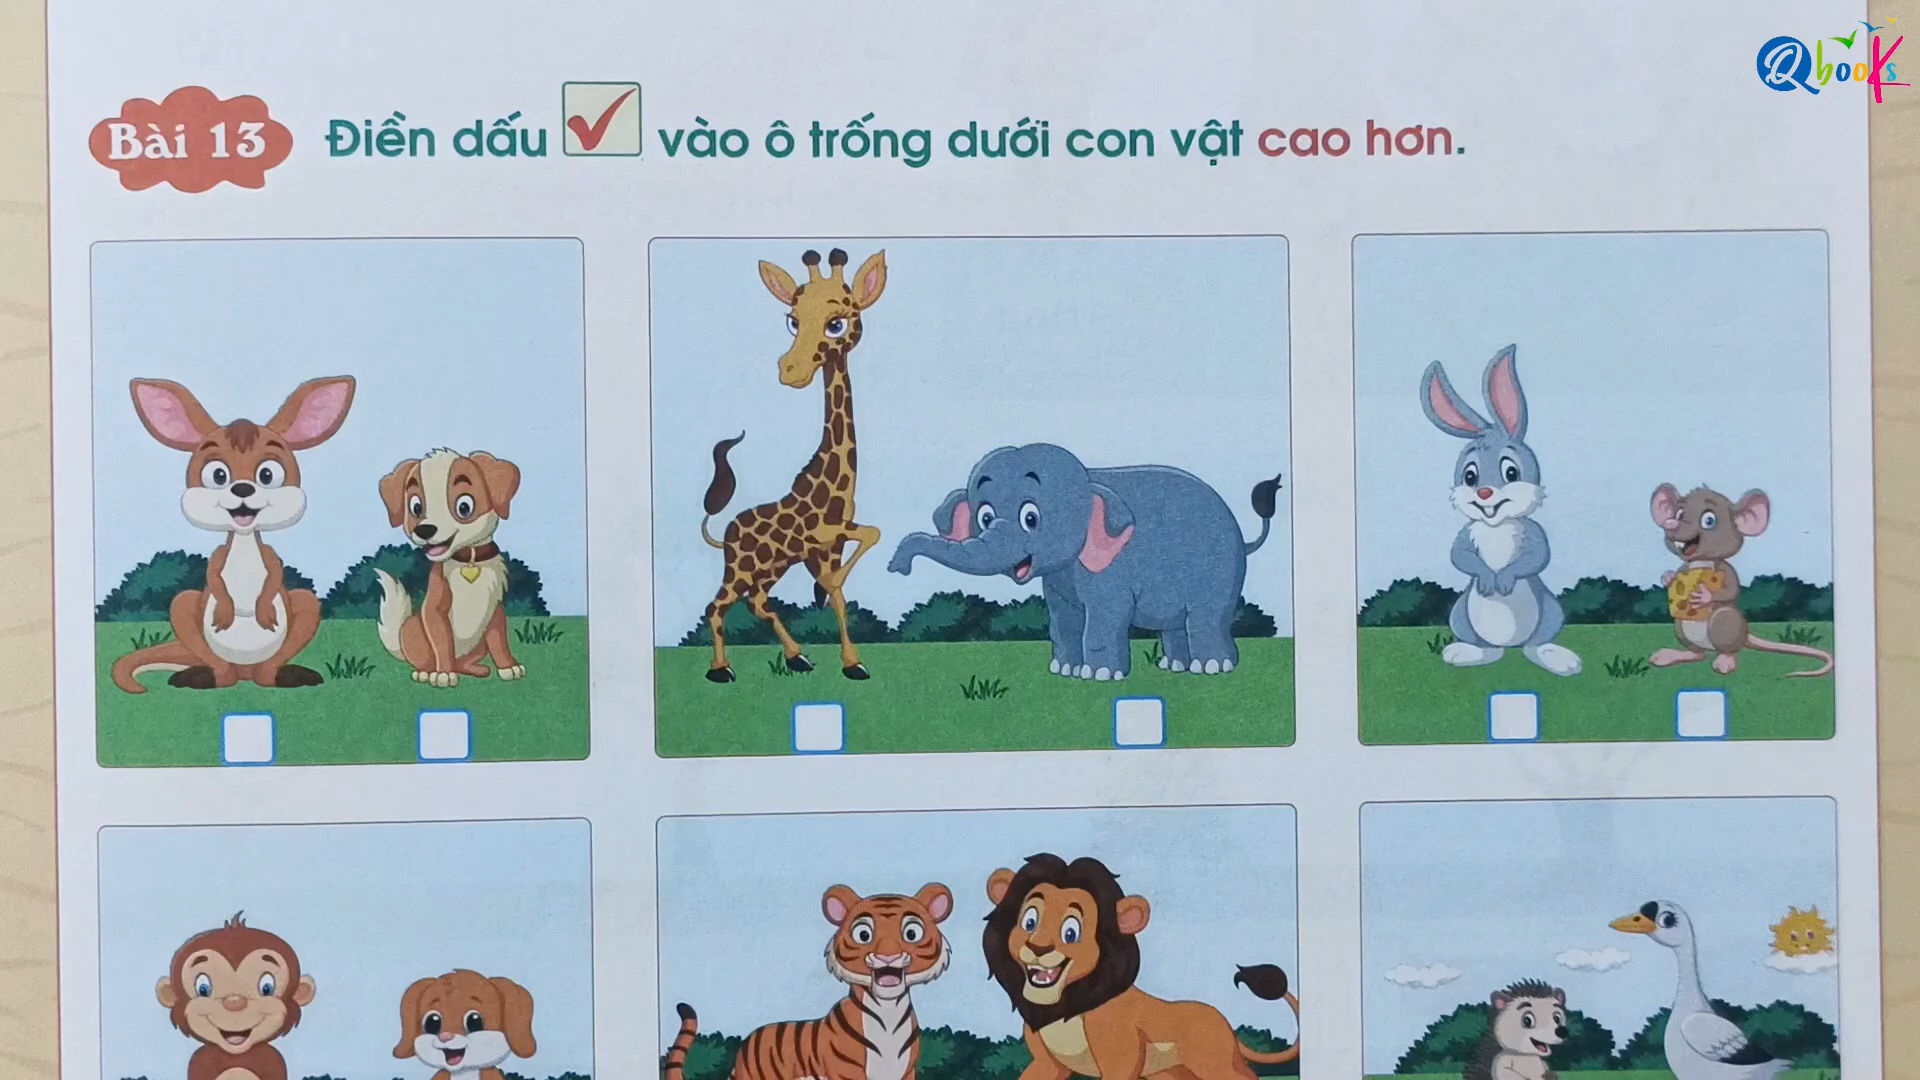 Qbooks
Bài 13 Điền dấu vào ô trống dưới con vật cao hơn.